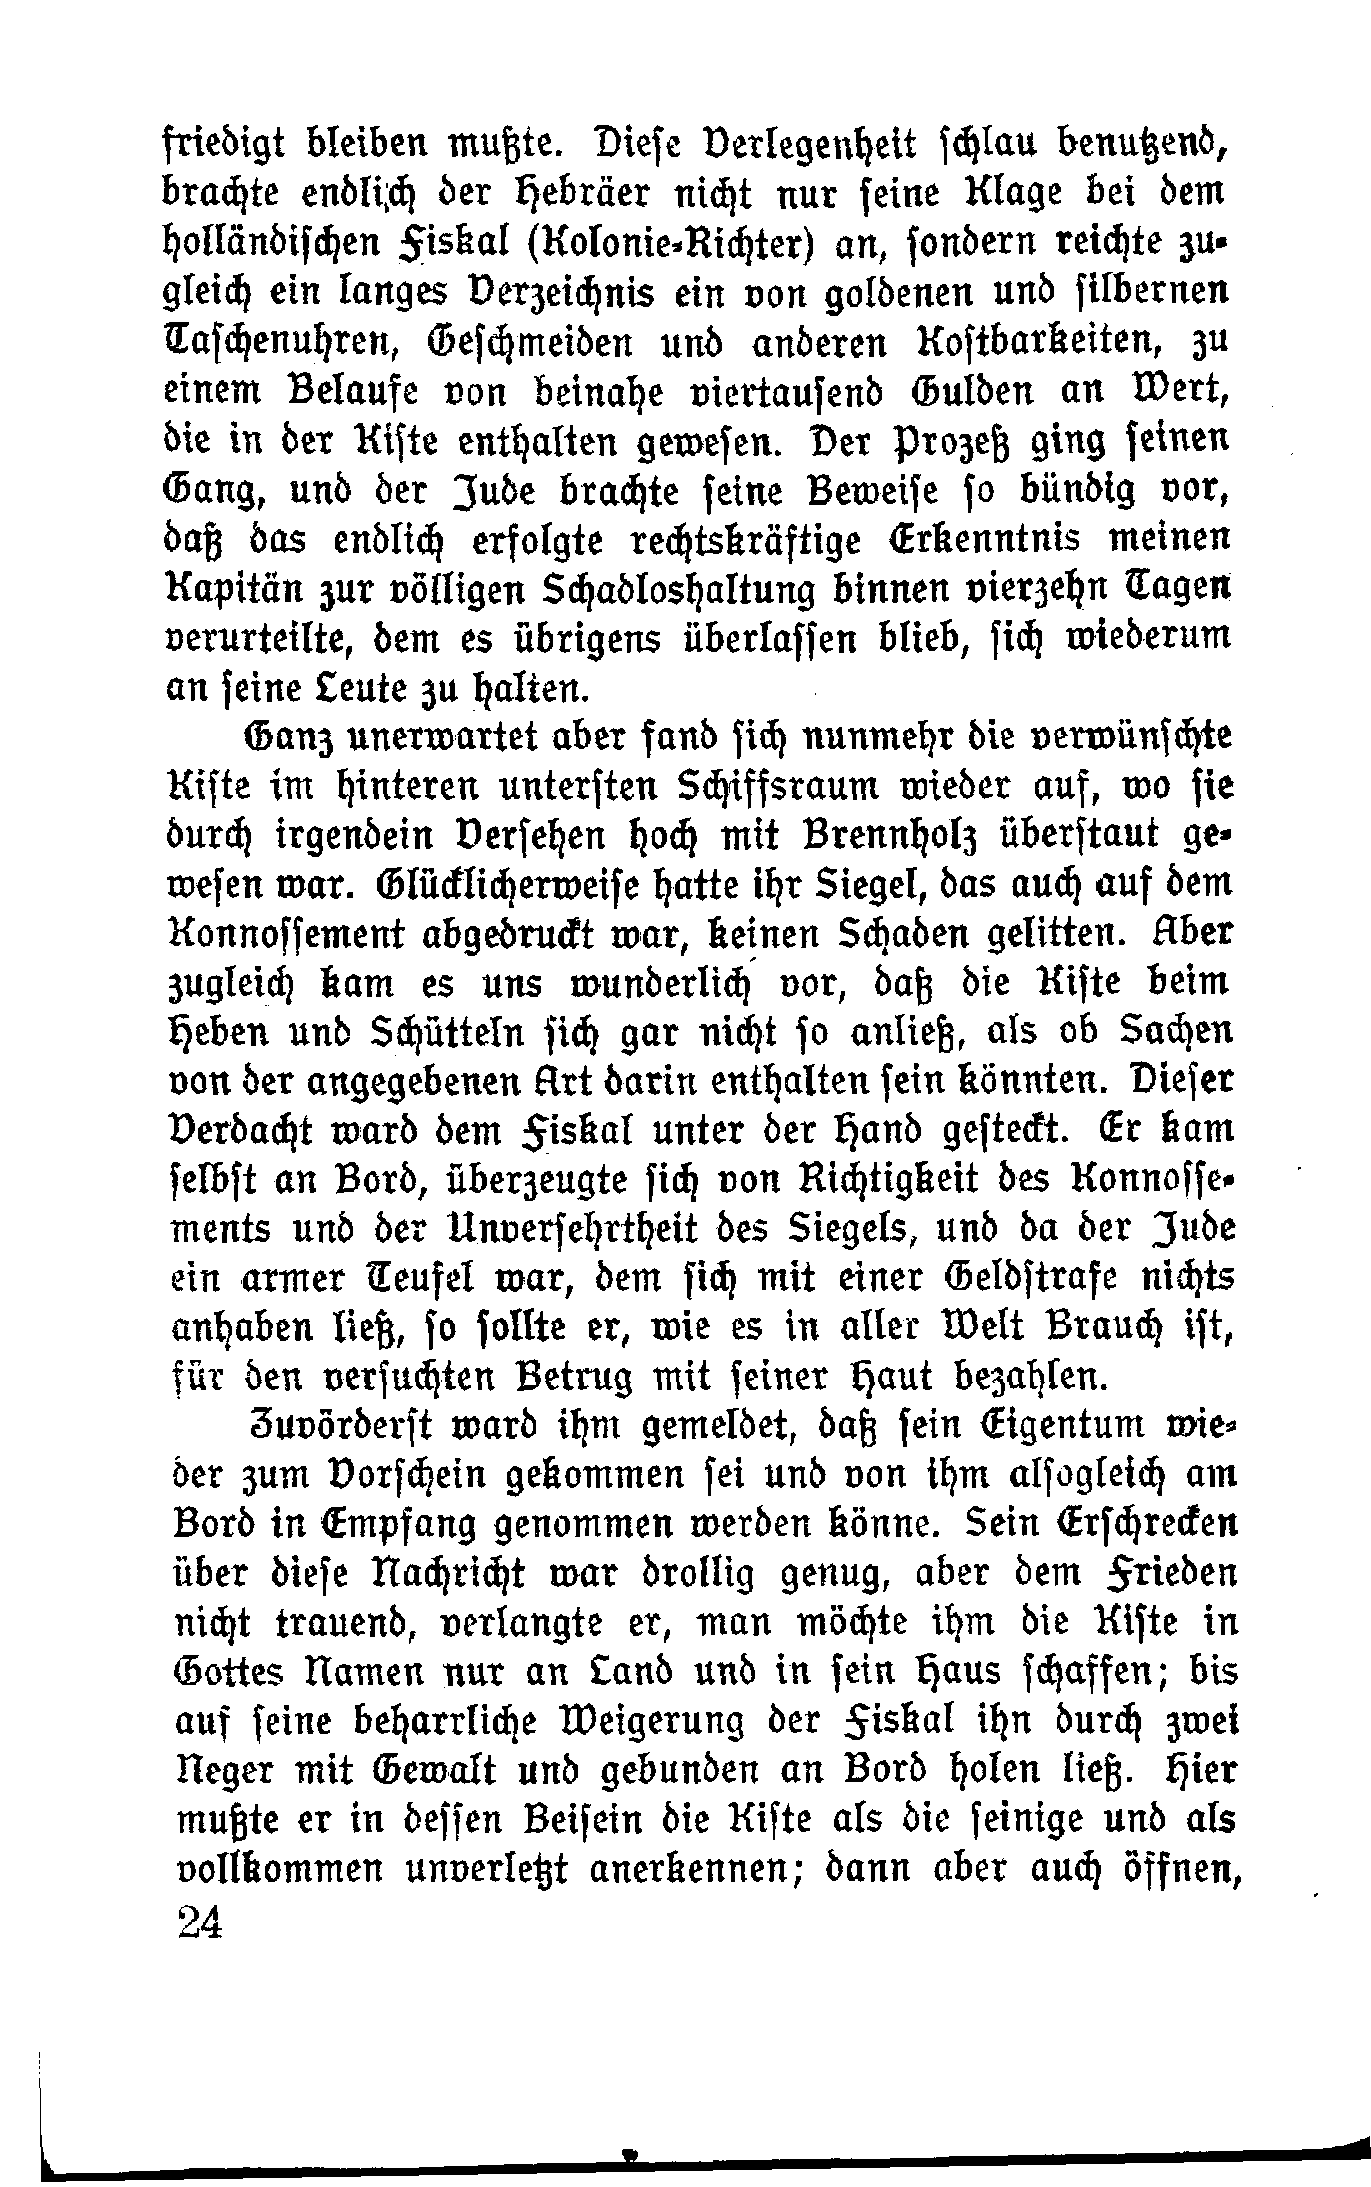 friedigt bleiben mußte. Diese Verlegenheit schlau benutzend,
brachte endlich der Hebräer nicht nur seine Klage bei dem
holländischen Fiskal (Kolonie-Richter) an, sondern reichte zu-
gleich ein langes Verzeichnis ein von goldenen und silbernen
Taschenuhren, Geschmeiden und anderen Kostbarkeiten, zu
einem Belaufe von beinahe viertausend Gulden an Wert,
die in der Kiste enthalten gewesen. Der Prozeß ging seinen
Gang, und der Jude brachte seine Beweise so bündig vor,
daß das endlich erfolgte rechtskräftige Erkenntnis meinen
Kapitän zur völligen Schadloshaltung binnen vierzehn Tagen
verurteilte, dem es übrigens überlassen blieb, sich wiederum
an seine Leute zu halten.
Ganz unerwartet aber fand sich nunmehr die verwünschte
Kiste im hinteren untersten Schiffsraum wieder auf, wo sie
durch irgendein Versehen hoch mit Brennholz überstaut ge-
wesen war. Glücklicherweise hatte ihr Siegel, das auch auf dem
Konnossement abgedruckt war, keinen Schaden gelitten. Aber
zugleich kam es uns wunderlich vor, daß die Kiste beim
Heben und Schütteln sich gar nicht so anließ, als ob Sachen
von der angegebenen Art darin enthalten sein könnten. Dieser
Verdacht ward dem Fiskal unter der Hand gesteckt. Er kam
selbst an Bord, überzeugte sich von Richtigkeit des Konnosse-
ments und der Unversehrtheit des Siegels, und da der Jude
ein armer Teufel war, dem sich mit einer Geldstrafe nichts
anhaben ließ, so sollte er, wie es in aller Welt Brauch ist,
für den versuchten Betrug mit seiner Haut bezahlen.
Zuvörderst ward ihm gemeldet, daß sein Eigentum wie-
der zum Vorschein gekommen sei und von ihm alsogleich am
Bord in Empfang genommen werden könne. Sein Erschrecken
über diese Nachricht war drollig genug, aber dem Frieden
nicht trauend, verlangte er, man möchte ihm die Kiste in
Gottes Namen nur an Land und in sein Haus schaffen; bis
auf seine beharrliche Weigerung der Fiskal ihn durch zwei
Neger mit Gewalt und gebunden an Bord holen ließ. Hier
mußte er in dessen Beisein die Kiste als die seinige und als
vollkommen unverletzt anerkennen; dann aber auch öffnen,
24